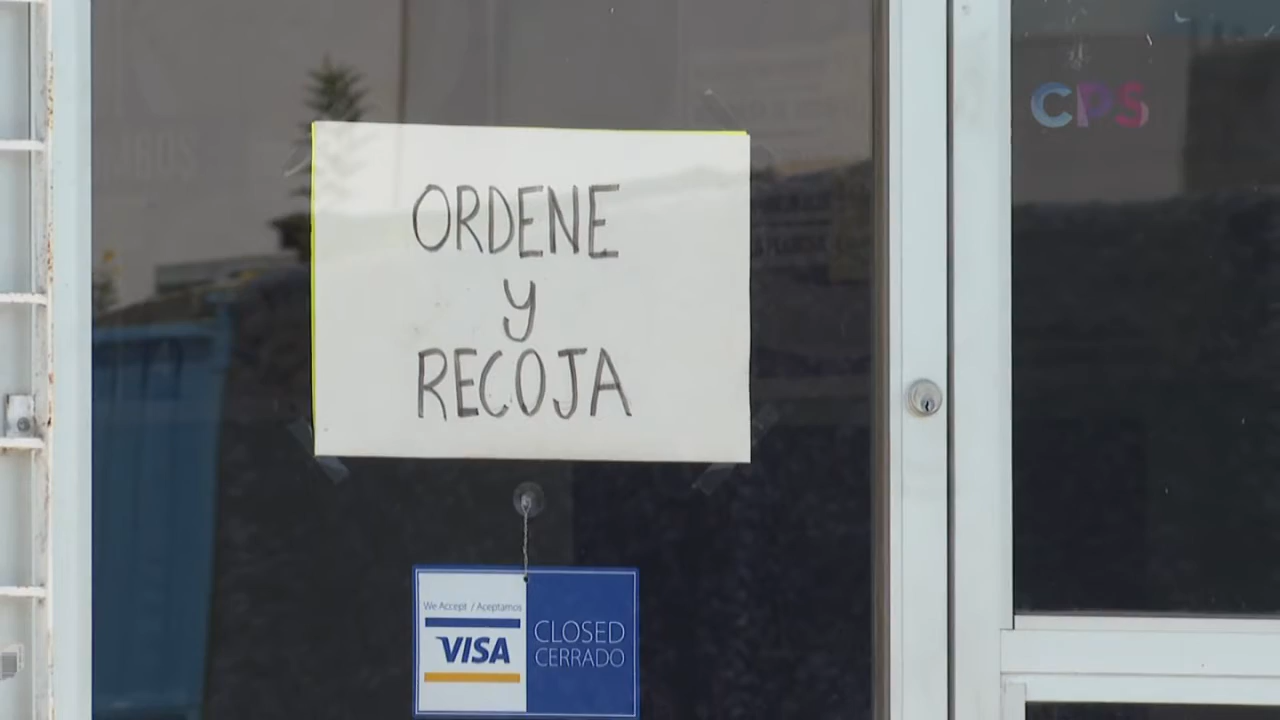 CPS
ORDENE
y
RECOJA
We Accept / Aceptamos
VISA
CLOSED
CERRADO